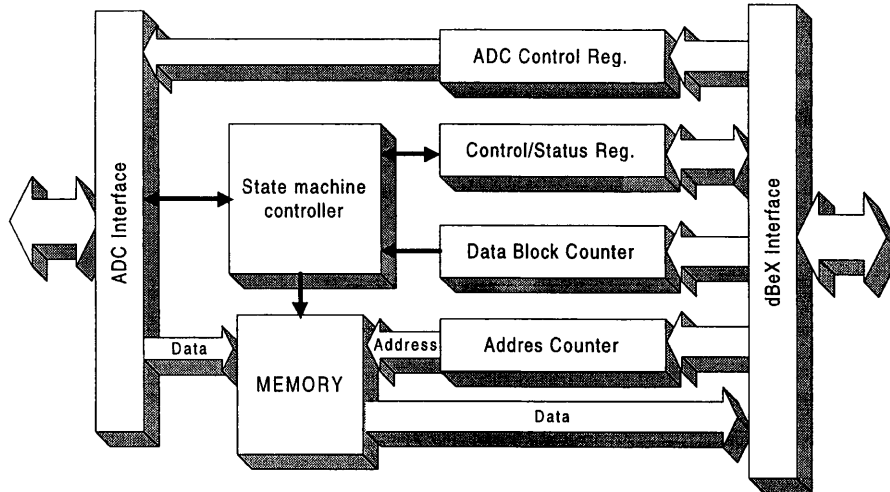 ADC Control Reg.
State machine
controller
Control/Status Reg.
Data Block Counter
ADC Interface
dBeX Interface
Data
MEMORY
Address
Addres Counter
Data